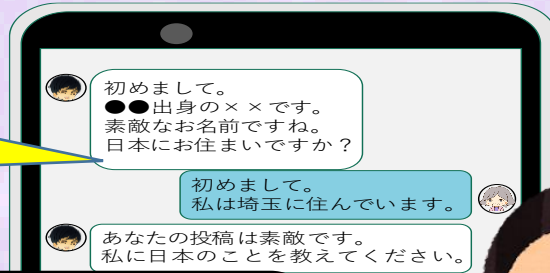 初めまして。
●●出身の××です。
素敵なお名前ですね。
日本にお住まいですか？
初めまして。
私は埼玉に住んでいます。
あなたの投稿は素敵です。
私に日本のことを教えてください。